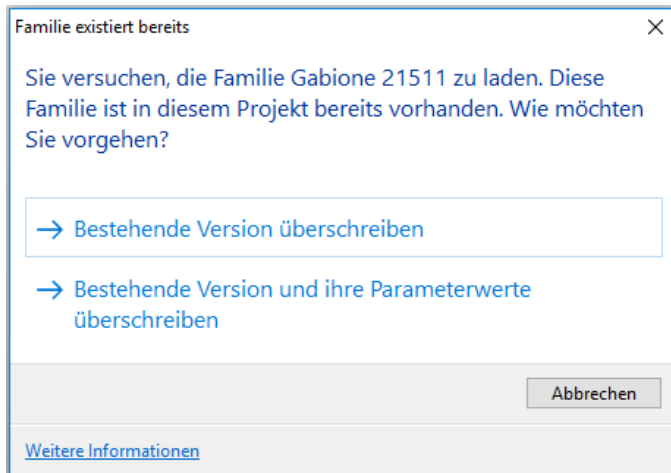 Familie existiert bereits
Sie versuchen, die Familie Gabione 21511 zu laden. Diese
Familie ist in diesem Projekt bereits vorhanden. Wie möchten
Sie vorgehen?
Bestehende Version überschreiben
Bestehende Version und ihre Parameterwerte
überschreiben
Abbrechen
Weitere Informationen